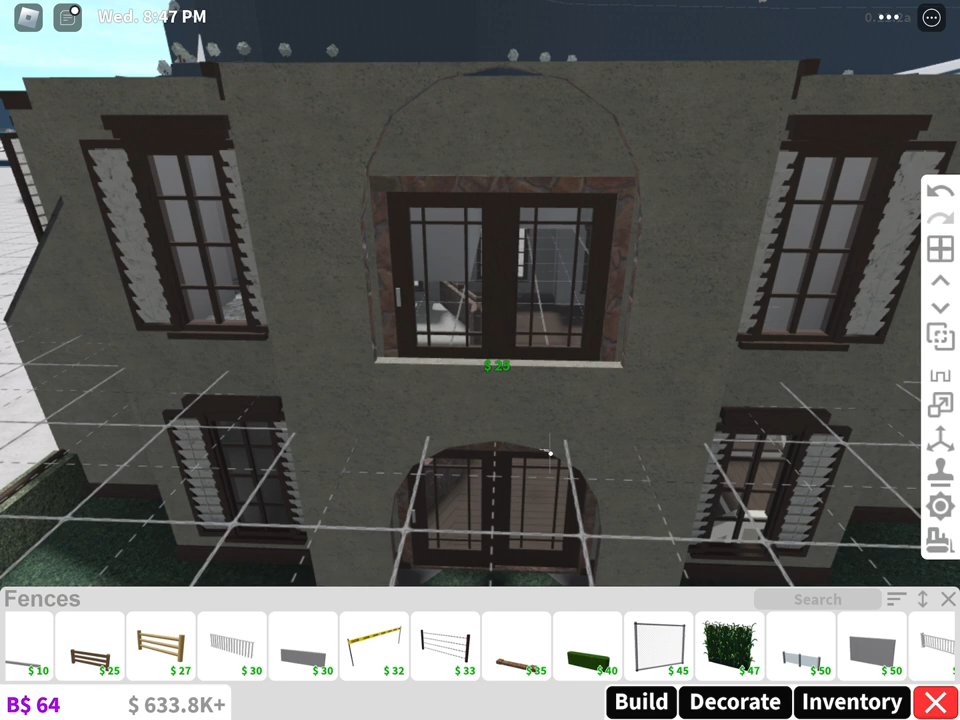 Wed. 8:47 PM
$ 25
Fences
Search
$ 10
$ 25
$ 27
$ 30
$ 30
$ 32
$ 33
$ 35
$ 40
$ 45
$ 47
$ 50
$ 50
B$ 64
$ 633.8K+
Build
Decorate
Inventory